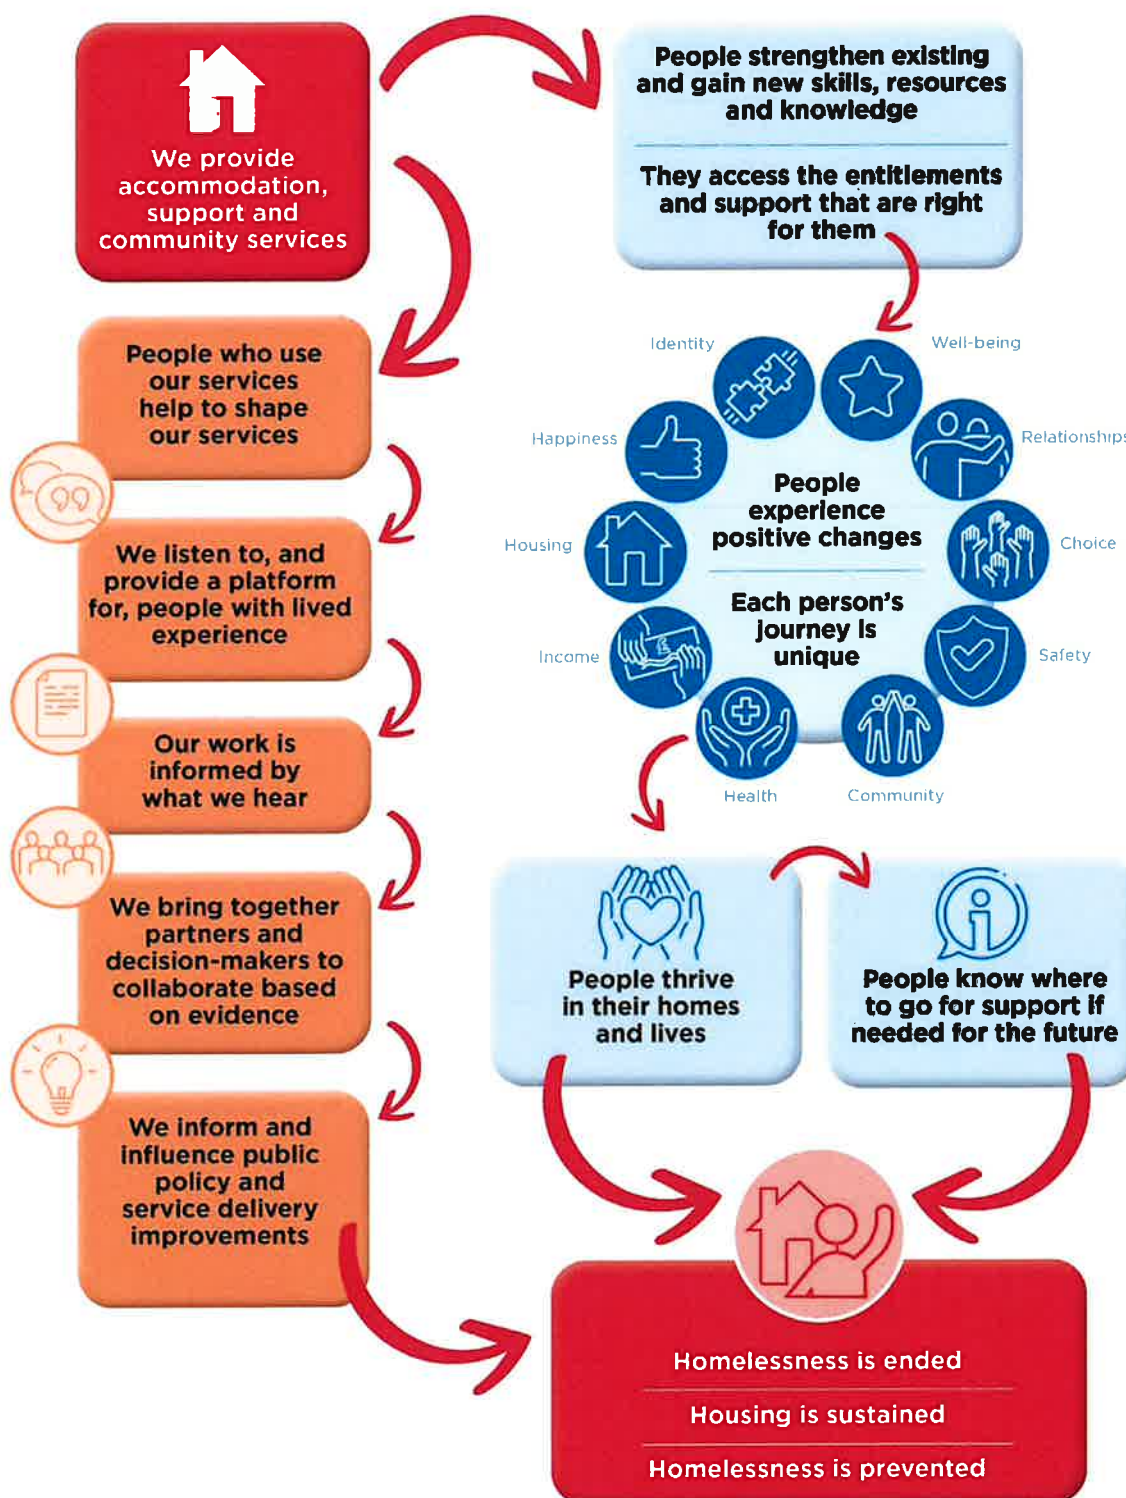 We provide
accommodation,
support and
community services
People strengthen existing
and gain new skills, resources
and knowledge
They access the entitlements
and support that are right
for them
People who use
our services
help to shape
our services
We listen to, and
provide a platform
for, people with lived
experience
Our work is
informed by
what we hear
We bring together
partners and
decision-makers to
collaborate based
on evidence
We inform and
influence public
policy and
service delivery
improvements
Identity
Well-being
Happiness
Relationships
Housing
Choice
Income
Safety
Health
Community
People
experience
positive changes
Each person's
journey is
unique
People thrive
in their homes
and lives
People know where
to go for support if
needed for the future
Homelessness is ended
Housing is sustained
Homelessness is prevented